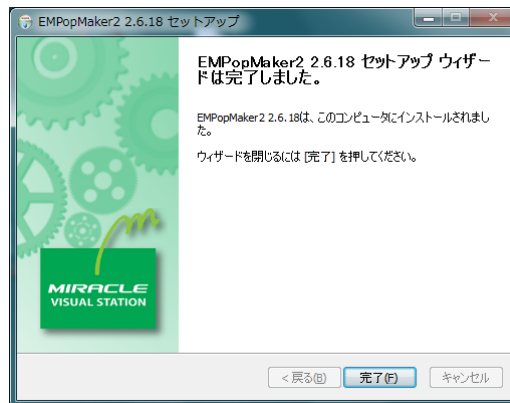 EMPopMaker2 2.6.18 セットアップ
EMPopMaker2 2.6.18 セットアップ ウィザー
ドは完了しました。
EMPopMaker2 2.6.18は、このコンピュータにインストールされまし
た。
ウィザードを閉じるには [完了] を押してください。
m
MIRACLE
VISUAL STATION
< 戻る(B)
完了(F)
キャンセル